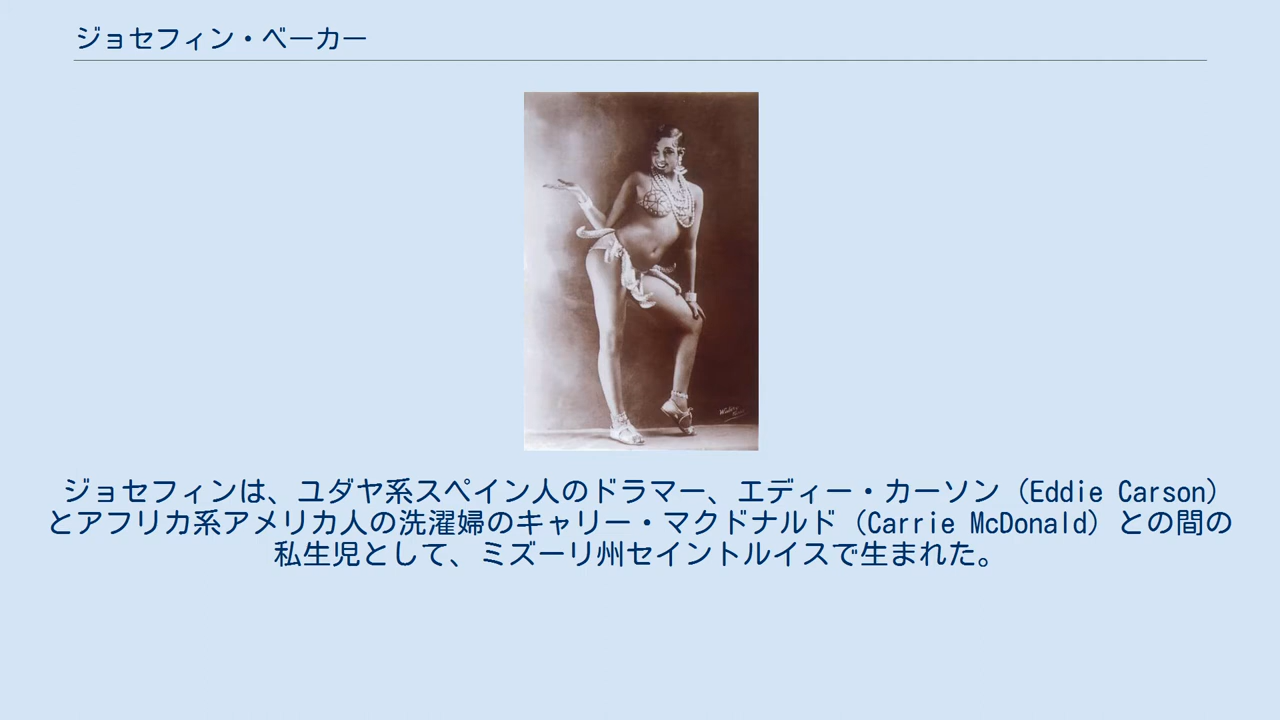 ジョセフィン・ベーカー
ジョセフィンは、ユダヤ系スペイン人のドラマー、エディー・カーソン（Eddie Carson）
とアフリカ系アメリカ人の洗濯婦のキャリー・マクドナルド（Carrie McDonald）との間の
私生児として、ミズーリ州セイントルイスで生まれた。